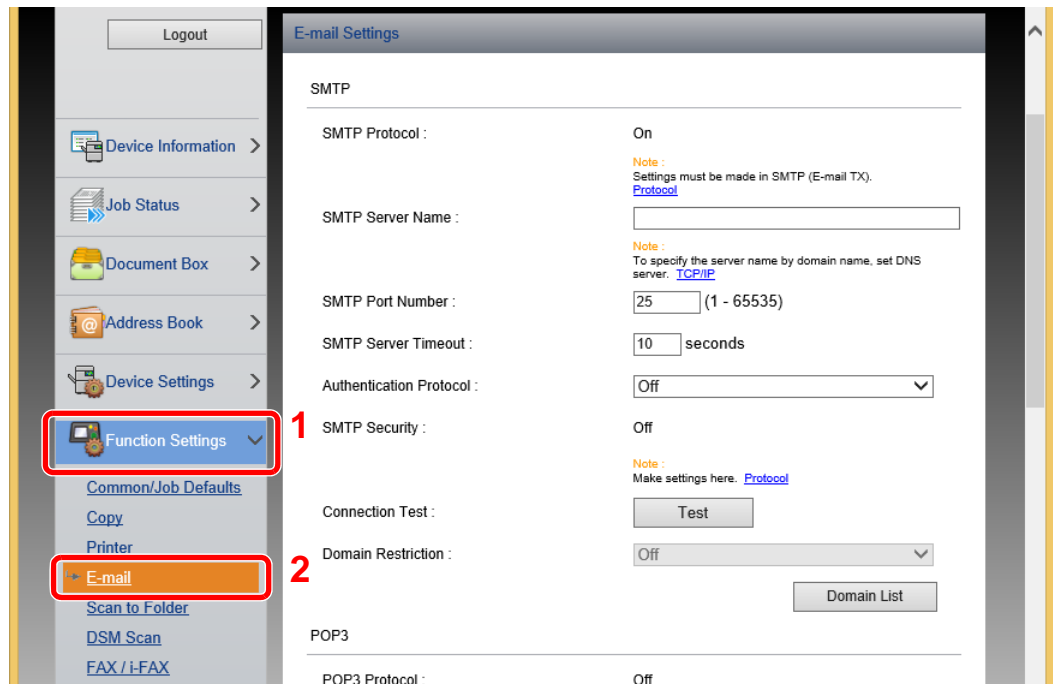 Logout
Device Information
Job Status
Document Box
Address Book
Device Settings
Function Settings
1
Common/Job Defaults
Copy
Printer
E-mail
2
Scan to Folder
DSM Scan
FAX / i-FAX
E-mail Settings
SMTP
SMTP Protocol : On
Note :
Settings must be made in SMTP (E-mail TX).
Protocol
SMTP Server Name :
Note :
To specify the server name by domain name, set DNS
server. TCP/IP
SMTP Port Number : 25 (1 - 65535)
SMTP Server Timeout : 10 seconds
Authentication Protocol : Off
SMTP Security : Off
Note :
Make settings here. Protocol
Connection Test : Test
Domain Restriction : Off
Domain List
POP3
POP3 Protocol : Off